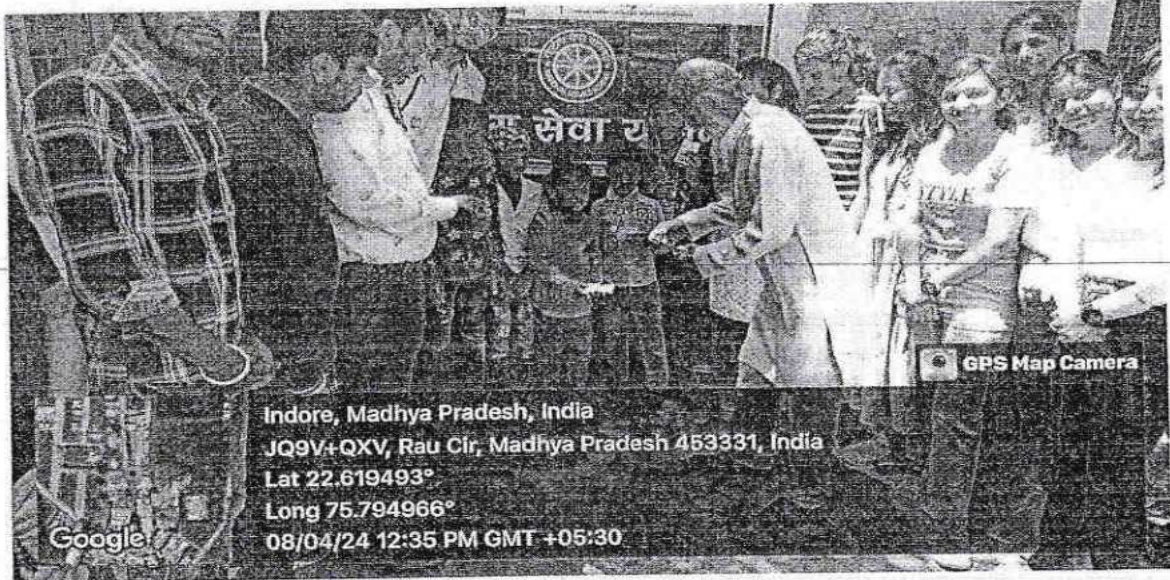 सेवा
STYLE
GPS Map Camera
Indore, Madhya Pradesh, India
JQ9V+QXV, Rau Cir, Madhya Pradesh 453331, India
Lat 22.619493°
Long 75.794966°
08/04/24 12:35 PM GMT +05:30
Google